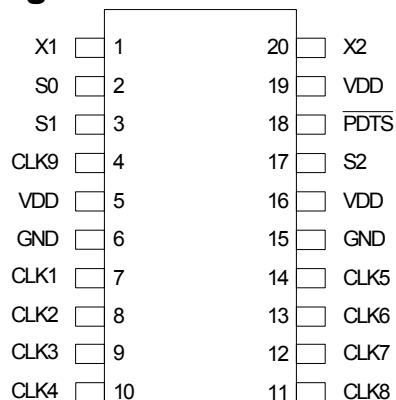 X1 1 20 X2
S0 2 19 VDD
S1 3 18 PDTS
CLK9 4 17 S2
VDD 5 16 VDD
GND 6 15 GND
CLK1 7 14 CLK5
CLK2 8 13 CLK6
CLK3 9 12 CLK7
CLK4 10 11 CLK8